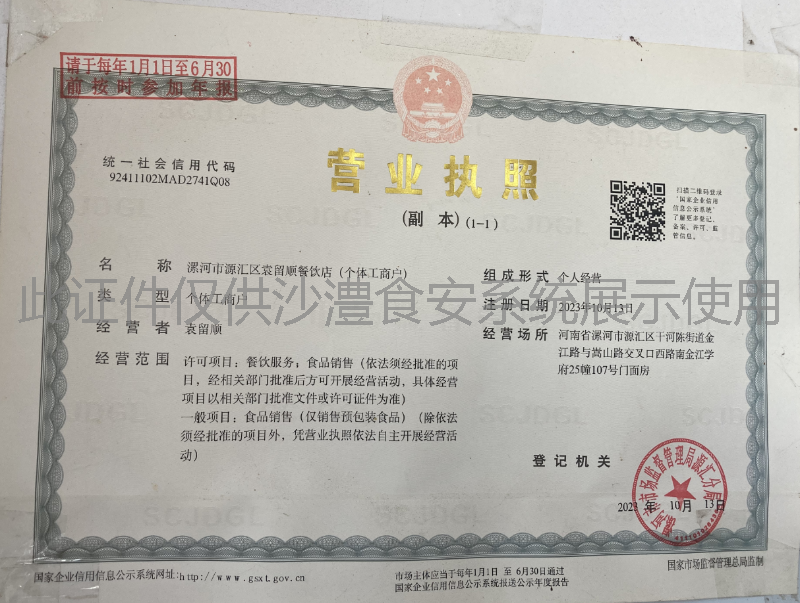 请于每年1月1日至6月30
前按时参加年报
统一社会信用代码
92411102MAD2741Q08
营业执照
（副 本）（1-1）
扫描二维码登录
“国家企业信用
信息公示系统”
了解更多登记、
备案、许可、监
管信息。
名 称 漯河市源汇区袁留顺餐饮店（个体工商户）
类 型 个体工商户
经 营 者 袁留顺
经营范围 许可项目：餐饮服务；食品销售（依法须经批准的项
目，经相关部门批准后方可开展经营活动，具体经营
项目以相关部门批准文件或许可证件为准）
一般项目：食品销售（仅销售预包装食品）（除依法
须经批准的项目外，凭营业执照依法自主开展经营活
动）
组成形式 个人经营
注册日期 2023年10月13日
经营场所 河南省漯河市源汇区干河陈街道金
江路与嵩山路交叉口西路南金江学
府25幢107号门面房
此证件仅供沙澧食安系统展示使用
登记机关
2023 年 10月 13日
国家企业信用信息公示系统网址:http://www.gsxt.gov.cn
市场主体应当于每年1月1日 至 6月30日通过
国家企业信用信息公示系统报送公示年度报告
国家市场监督管理总局监制